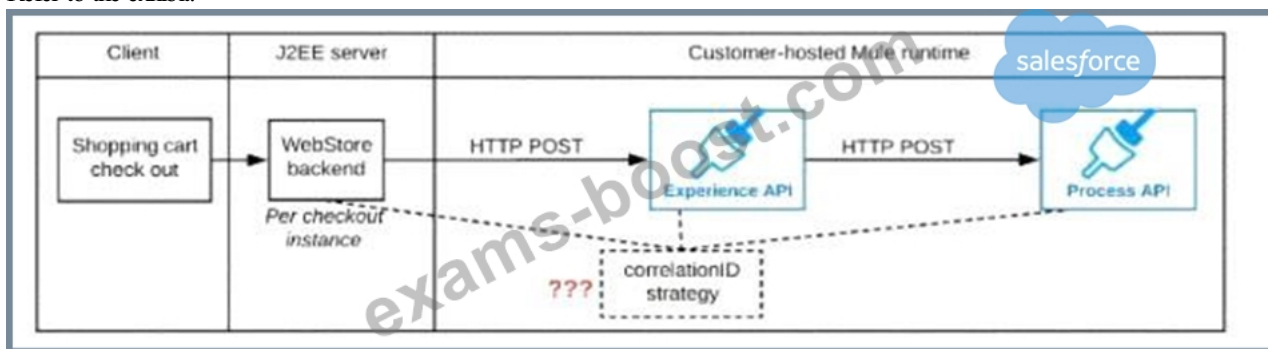 Client
J2EE server
Customer-hosted Mule runtime
salesforce
Shopping cart
check out
WebStore
backend
HTTP POST
HTTP POST
Experience API
Process API
Per checkout
instance
correlationID
strategy
???
exams-boost.com